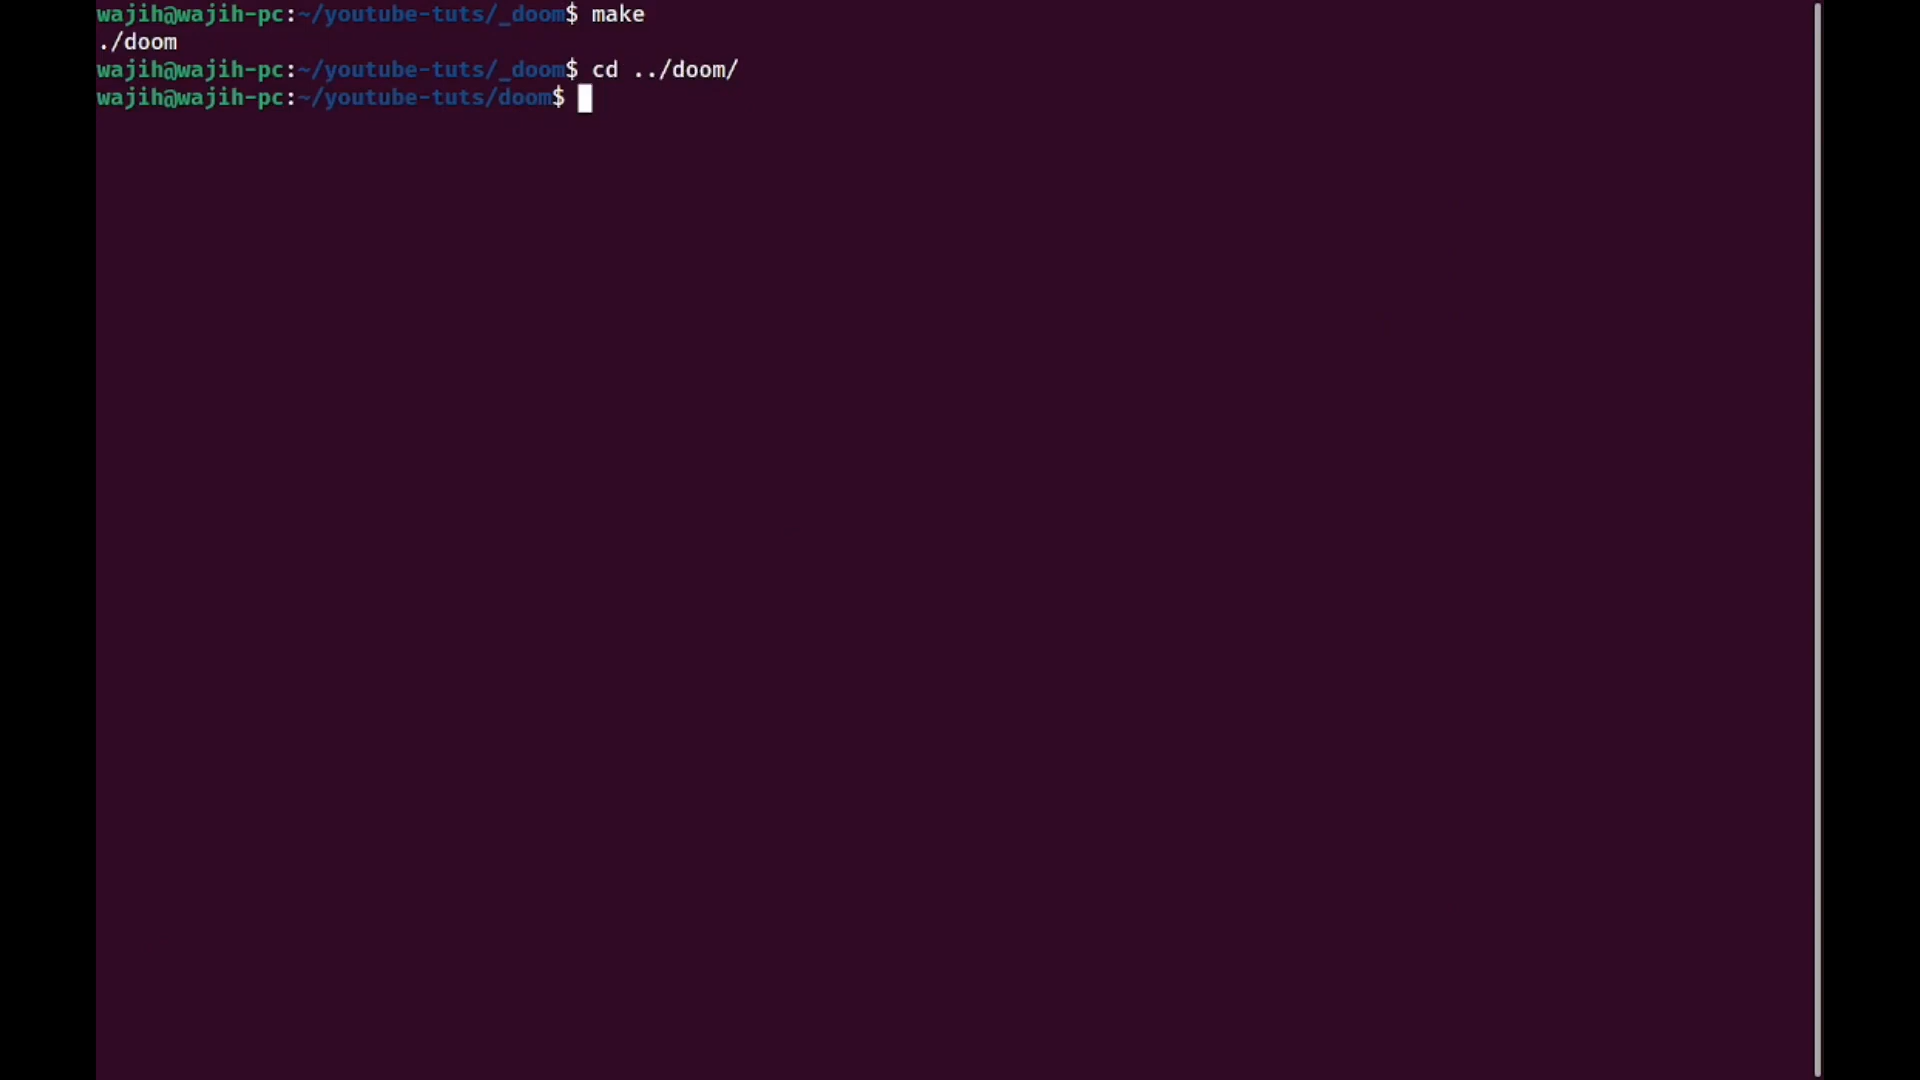 wajih@wajih-pc:~/youtube-tuts/_doom$ make
./doom
wajih@wajih-pc:~/youtube-tuts/_doom$ cd ../doom/
wajih@wajih-pc:~/youtube-tuts/doom$